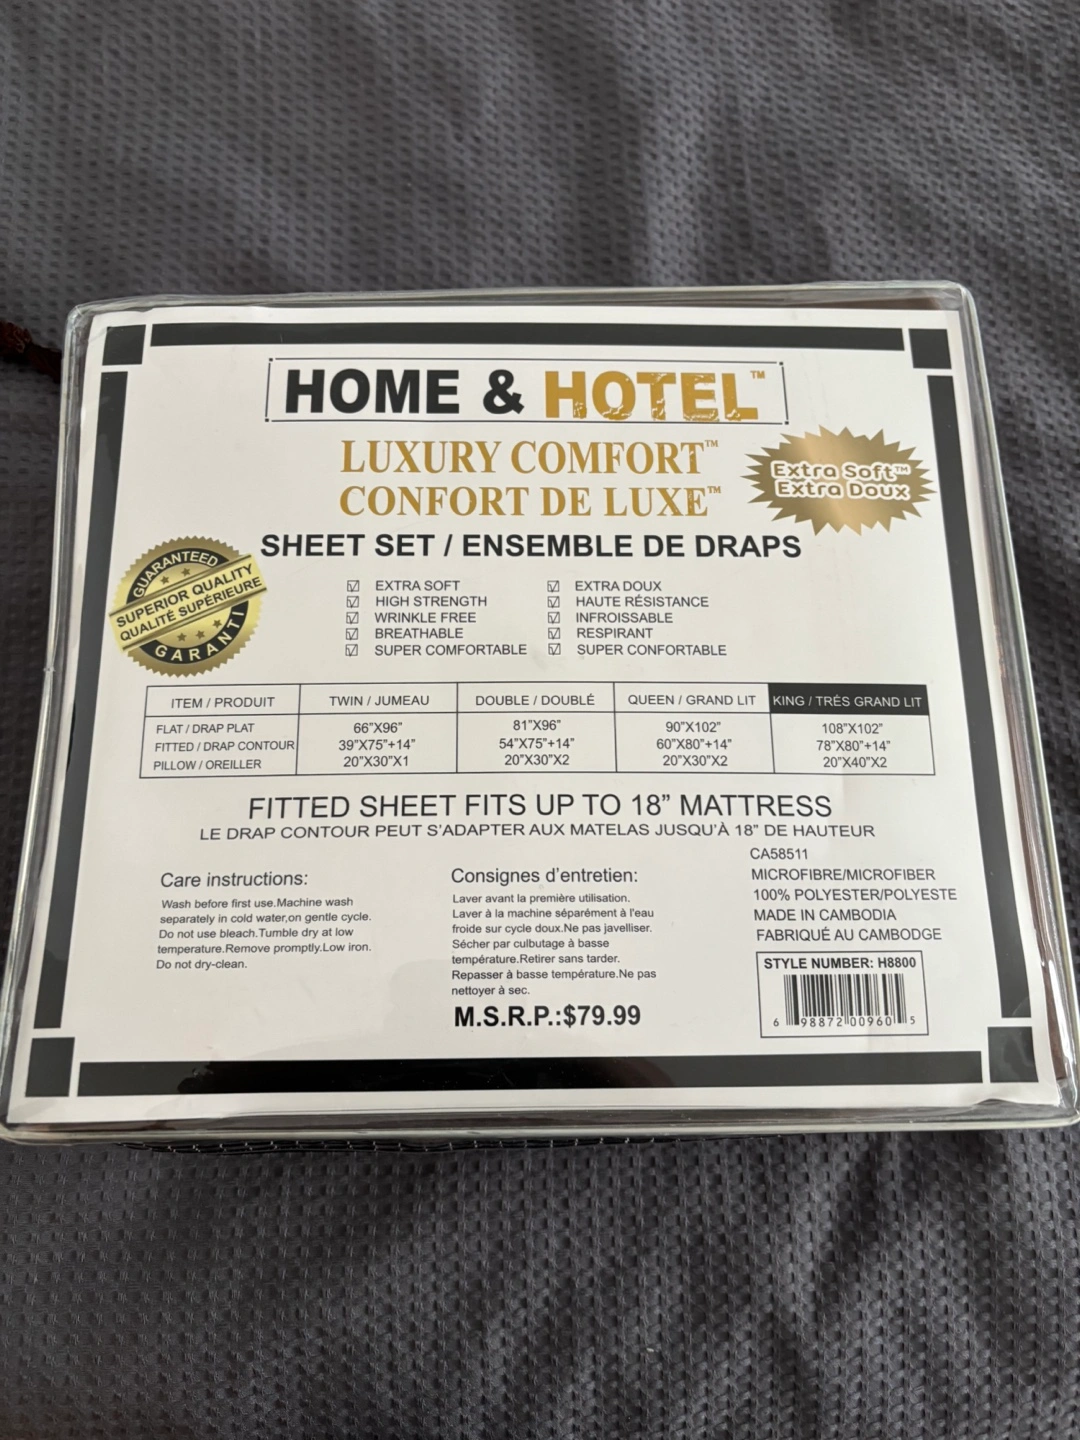 HOME & HOTEL™
LUXURY COMFORT™
CONFORT DE LUXE™
Extra Soft™
Extra Doux
SHEET SET / ENSEMBLE DE DRAPS
GUARANTEED
SUPERIOR QUALITY
QUALITÉ SUPÉRIEURE
GARANTI
☑ EXTRA SOFT ☑ EXTRA DOUX
☑ HIGH STRENGTH ☑ HAUTE RÉSISTANCE
☑ WRINKLE FREE ☑ INFROISSABLE
☑ BREATHABLE ☑ RESPIRANT
☑ SUPER COMFORTABLE ☑ SUPER CONFORTABLE
ITEM / PRODUIT TWIN / JUMEAU DOUBLE / DOUBLÉ QUEEN / GRAND LIT KING / TRÉS GRAND LIT
FLAT / DRAP PLAT 66”X96” 81”X96” 90”X102” 108”X102”
FITTED / DRAP CONTOUR 39”X75”+14” 54”X75”+14” 60”X80”+14” 78”X80”+14”
PILLOW / OREILLER 20”X30”X1 20”X30”X2 20”X30”X2 20”X40”X2
FITTED SHEET FITS UP TO 18” MATTRESS
LE DRAP CONTOUR PEUT S’ADAPTER AUX MATELAS JUSQU’À 18” DE HAUTEUR
Care instructions:
Wash before first use.Machine wash
separately in cold water,on gentle cycle.
Do not use bleach.Tumble dry at low
temperature.Remove promptly.Low iron.
Do not dry-clean.
Consignes d’entretien:
Laver avant la première utilisation.
Laver à la machine séparément à l'eau
froide sur cycle doux.Ne pas javelliser.
Sécher par culbutage à basse
température.Retirer sans tarder.
Repasser à basse température.Ne pas
nettoyer à sec.
M.S.R.P.:$79.99
CA58511
MICROFIBRE/MICROFIBER
100% POLYESTER/POLYESTE
MADE IN CAMBODIA
FABRIQUÉ AU CAMBODGE
STYLE NUMBER: H8800
6 98872 00960 5